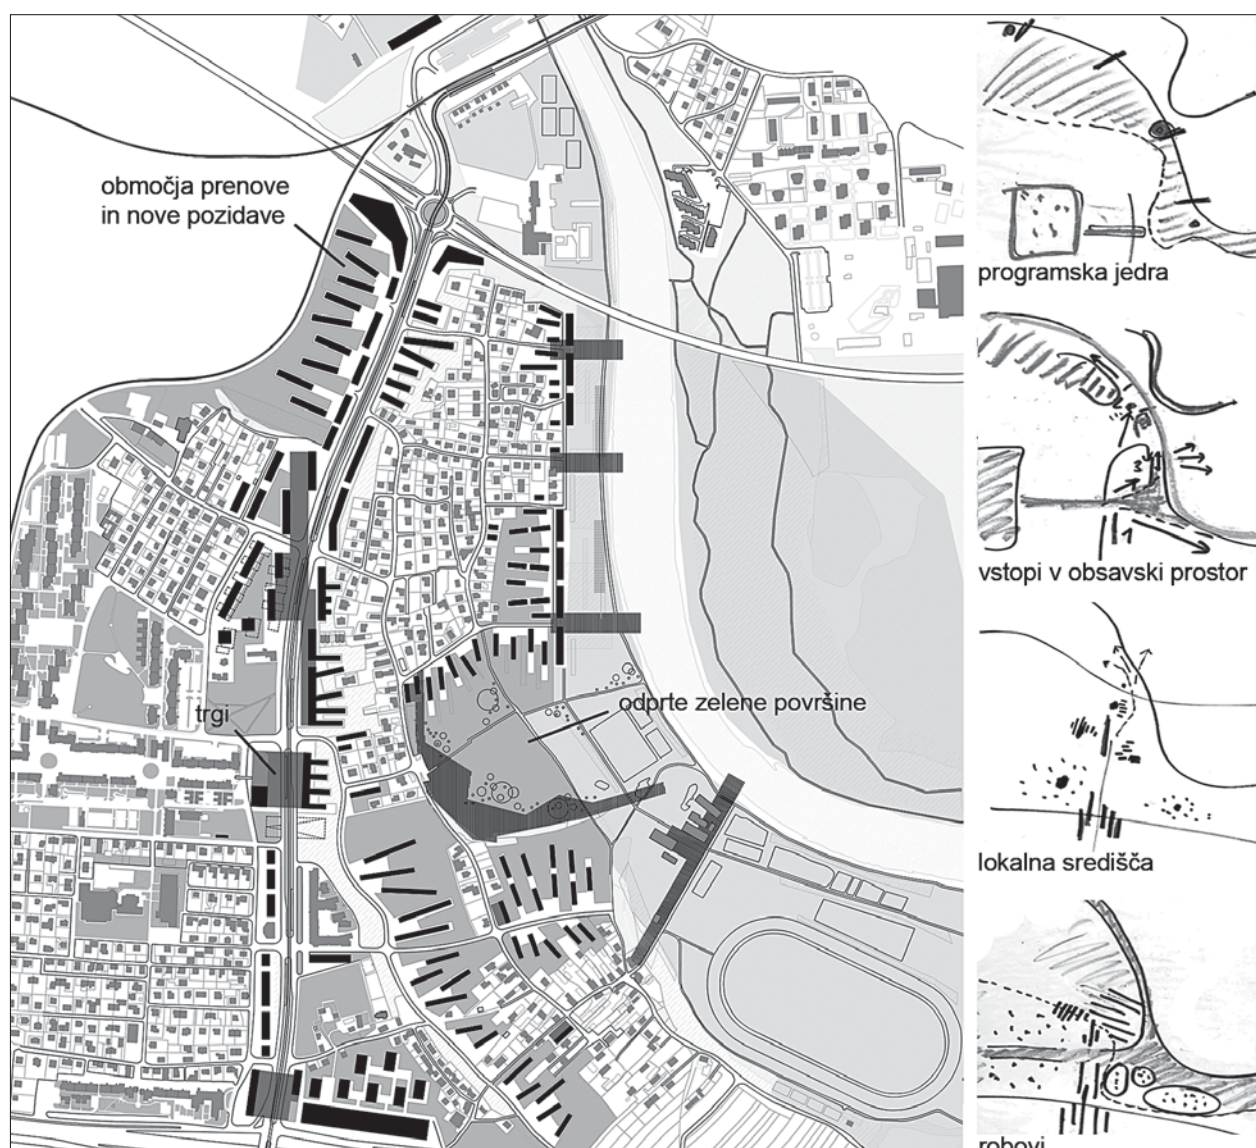 območja prenove
in nove pozidave
trgi
odprte zelene površine
programska jedra
vstopi v obsavski prostor
lokalna središča
robovi